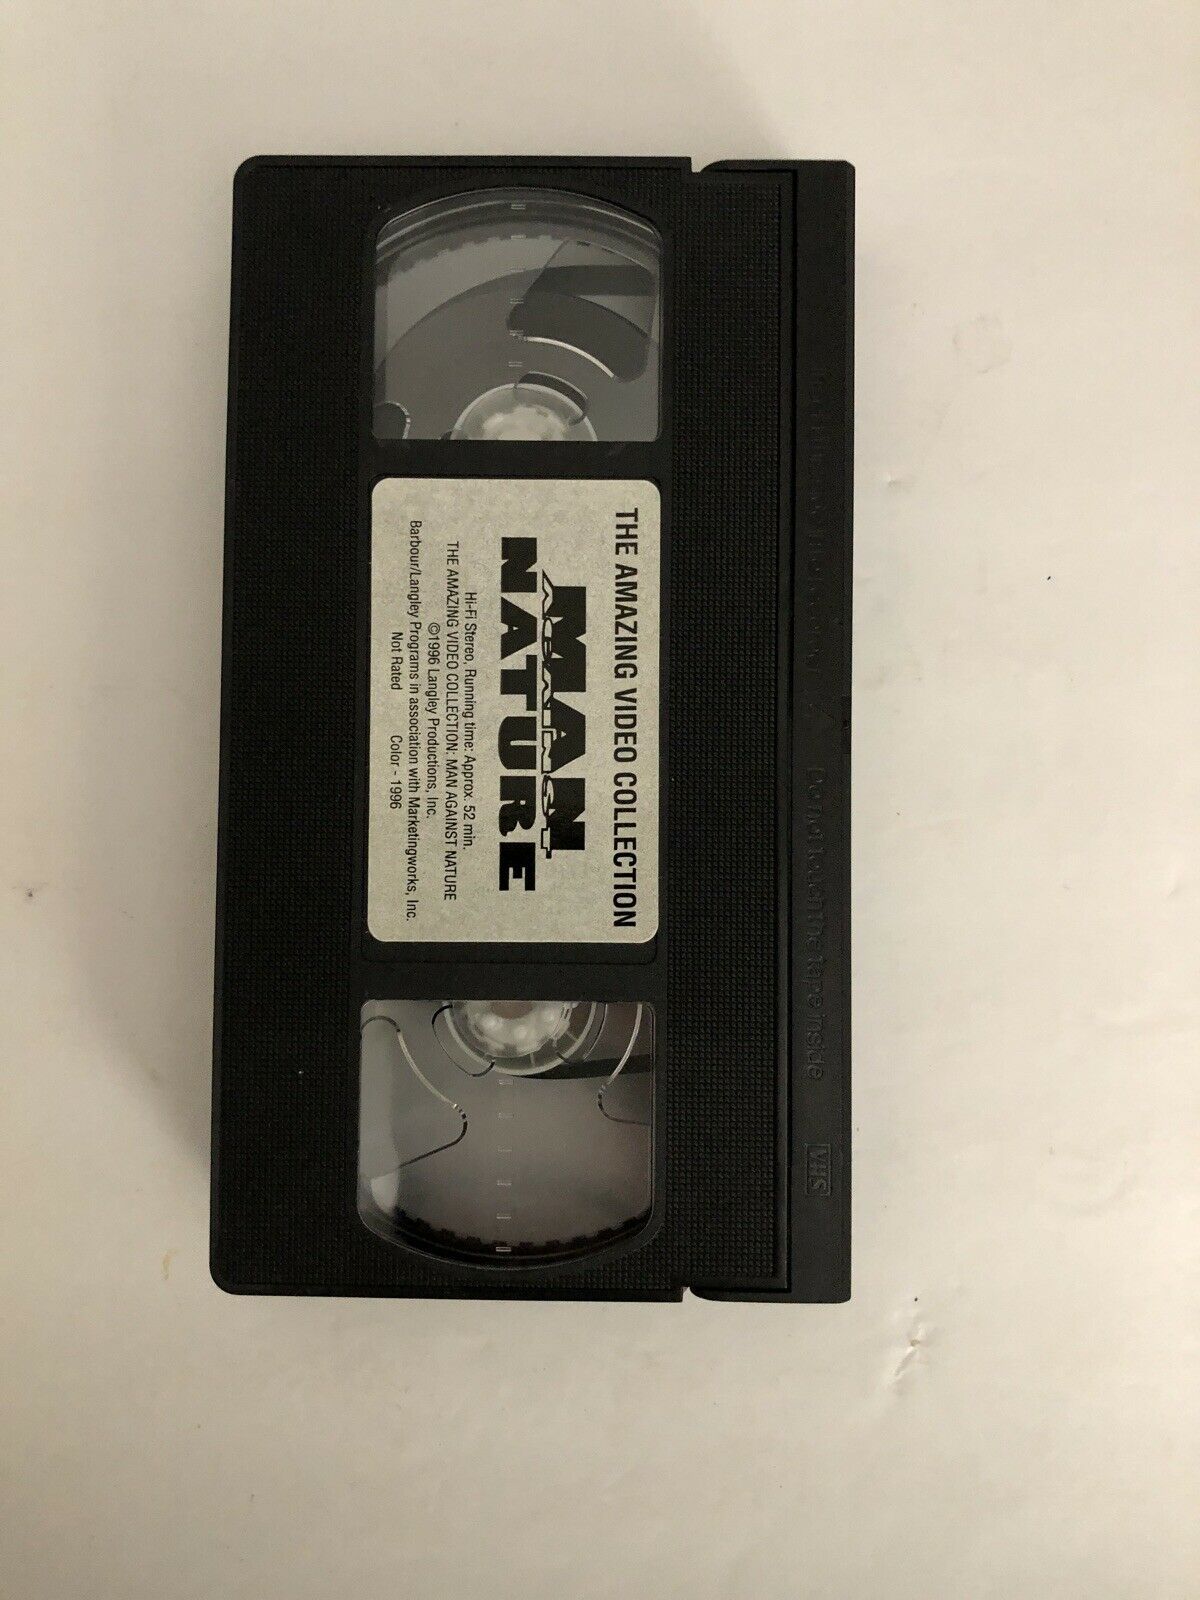 THE AMAZING VIDEO COLLECTION
MAN
AGAINST
NATURE
Hi-Fi Stereo, Running time: Approx. 52 min.
THE AMAZING VIDEO COLLECTION: MAN AGAINST NATURE
©1996 Langley Productions, Inc.
Barbour/Langley Programs in association with Marketingworks, Inc.
Not Rated Color - 1996
Do not touch the tape inside
VHS